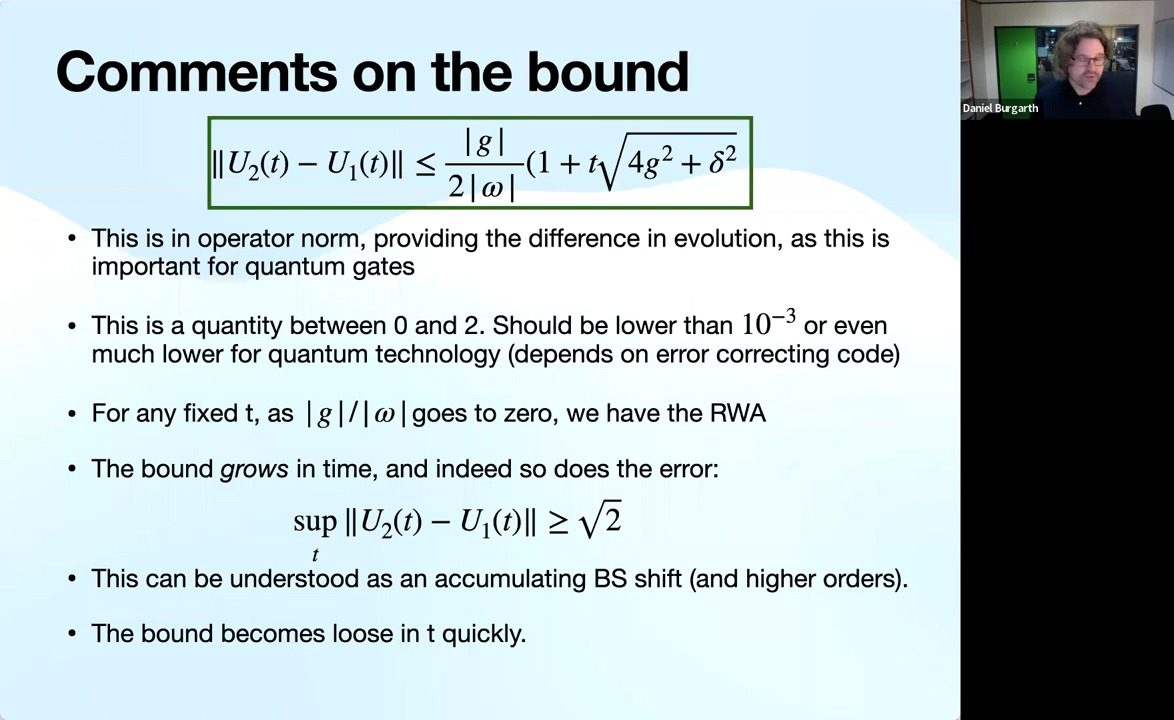 Comments on the bound
‖U₂(t) − U₁(t)‖ ≤ |g| / 2|ω| (1 + t√4g² + δ²
• This is in operator norm, providing the difference in evolution, as this is
important for quantum gates
• This is a quantity between 0 and 2. Should be lower than 10⁻³ or even
much lower for quantum technology (depends on error correcting code)
• For any fixed t, as |g|/|ω| goes to zero, we have the RWA
• The bound grows in time, and indeed so does the error:
sup ‖U₂(t) − U₁(t)‖ ≥ √2
t
• This can be understood as an accumulating BS shift (and higher orders).
• The bound becomes loose in t quickly.
Daniel Burgarth